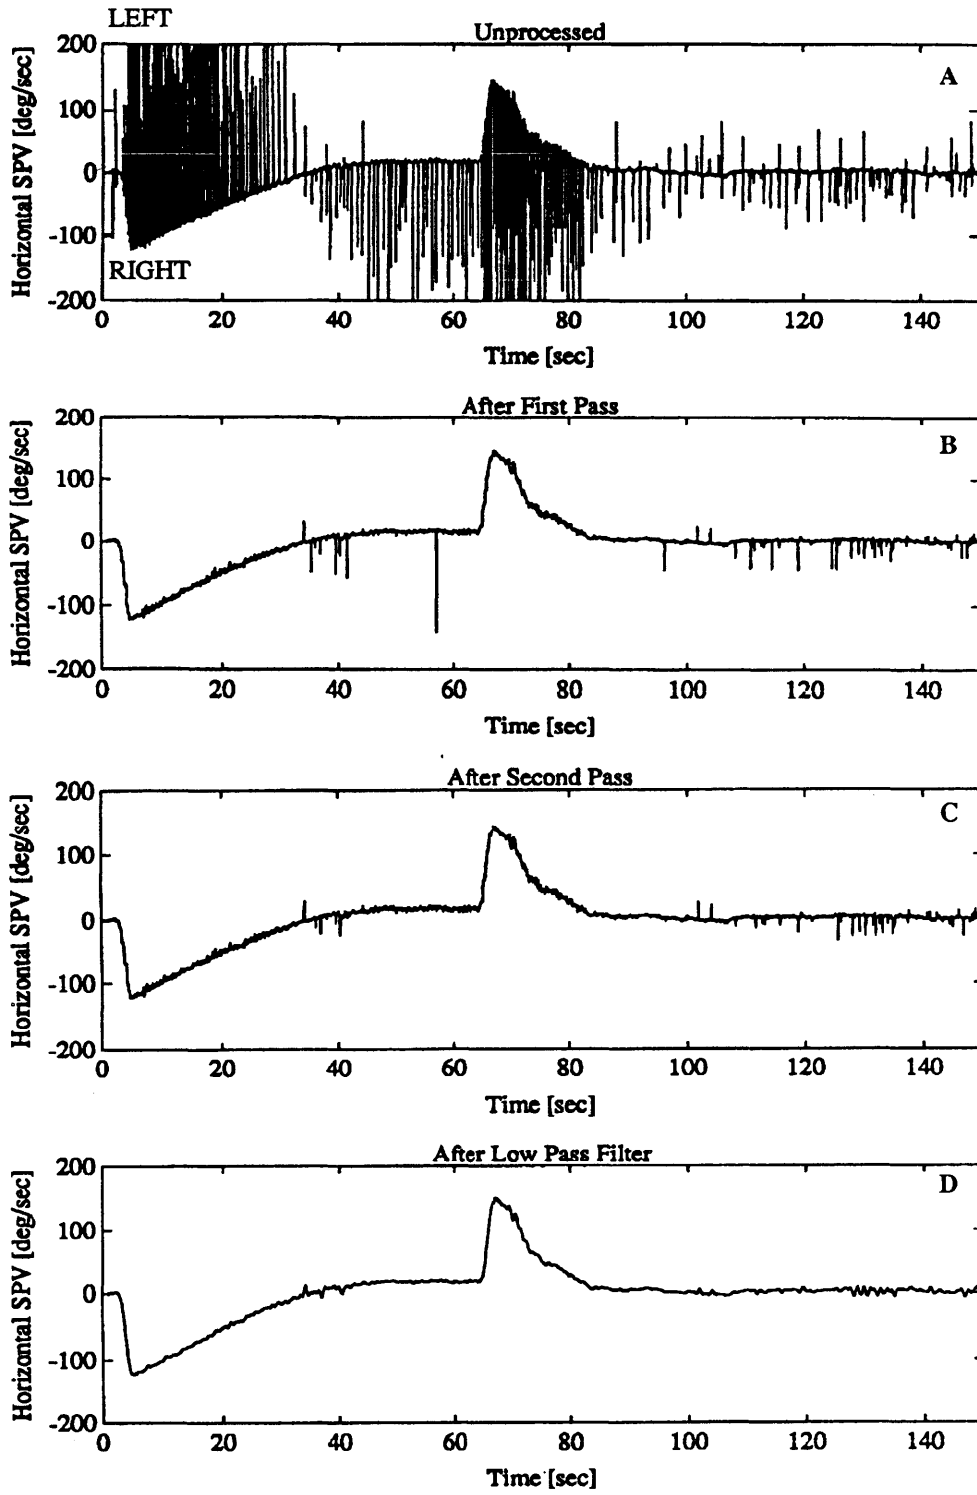 LEFT
Unprocessed
200
100
0
-100
-200
Horizontal SPV [deg/sec]
A
RIGHT
0 20 40 60 80 100 120 140
Time [sec]
After First Pass
200
100
0
-100
-200
Horizontal SPV [deg/sec]
B
0 20 40 60 80 100 120 140
Time [sec]
After Second Pass
200
100
0
-100
-200
Horizontal SPV [deg/sec]
C
0 20 40 60 80 100 120 140
Time [sec]
After Low Pass Filter
200
100
0
-100
-200
Horizontal SPV [deg/sec]
D
0 20 40 60 80 100 120 140
Time [sec]